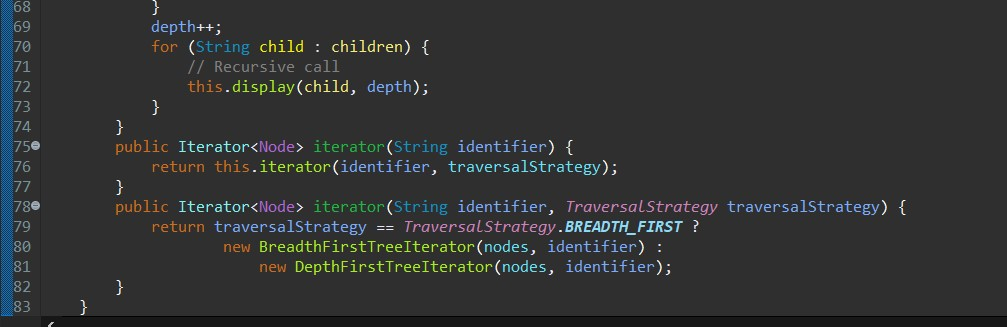 68 }
69 depth++;
70 for (String child : children) {
71 // Recursive call
72 this.display(child, depth);
73 }
74 }
75 public Iterator<Node> iterator(String identifier) {
76 return this.iterator(identifier, traversalStrategy);
77 }
78 public Iterator<Node> iterator(String identifier, TraversalStrategy traversalStrategy) {
79 return traversalStrategy == TraversalStrategy.BREADTH_FIRST ?
80 new BreadthFirstTreeIterator(nodes, identifier) :
81 new DepthFirstTreeIterator(nodes, identifier);
82 }
83 }